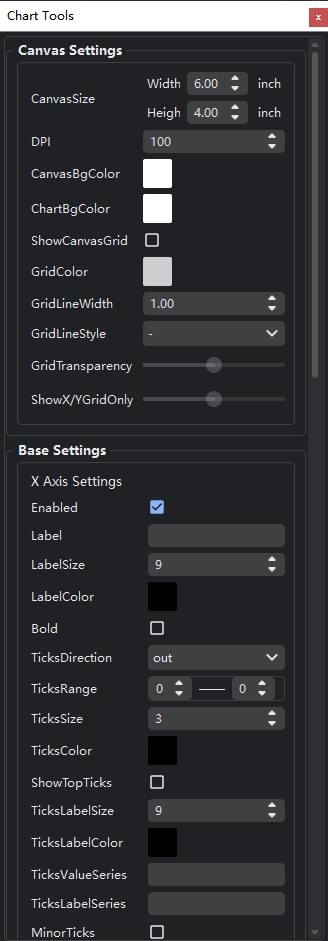 Chart Tools
Canvas Settings
Width 6.00 inch
CanvasSize
Heigh 4.00 inch
DPI 100
CanvasBgColor
ChartBgColor
ShowCanvasGrid
GridColor
GridLineWidth 1.00
GridLineStyle -
GridTransparency
ShowX/YGridOnly
Base Settings
X Axis Settings
Enabled
Label
LabelSize 9
LabelColor
Bold
TicksDirection out
TicksRange 0 —— 0
TicksSize 3
TicksColor
ShowTopTicks
TicksLabelSize 9
TicksLabelColor
TicksValueSeries
TicksLabelSeries
MinorTicks